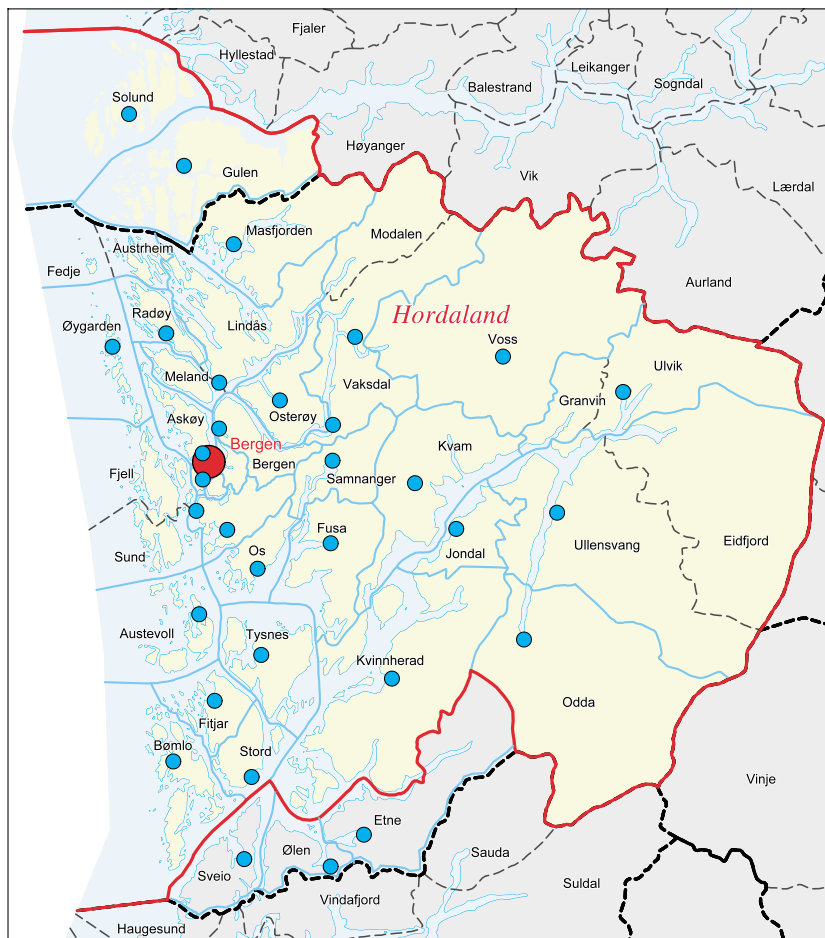 Fjaler
Hyllestad
Leikanger
Balestrand
Sogndal
Solund
Høyanger
Gulen
Vik
Lærdal
Masfjorden
Modalen
Austrheim
Fedje
Aurland
Radøy
Øygarden
Lindås
Hordaland
Voss
Ulvik
Meland
Vaksdal
Granvin
Askøy
Osterøy
Bergen
Kvam
Bergen
Fjell
Samnanger
Fusa
Ullensvang
Eidfjord
Sund
Os
Jondal
Austevoll
Tysnes
Kvinnherad
Odda
Fitjar
Bømlo
Stord
Vinje
Etne
Ølen
Sauda
Sveio
Suldal
Vindafjord
Haugesund